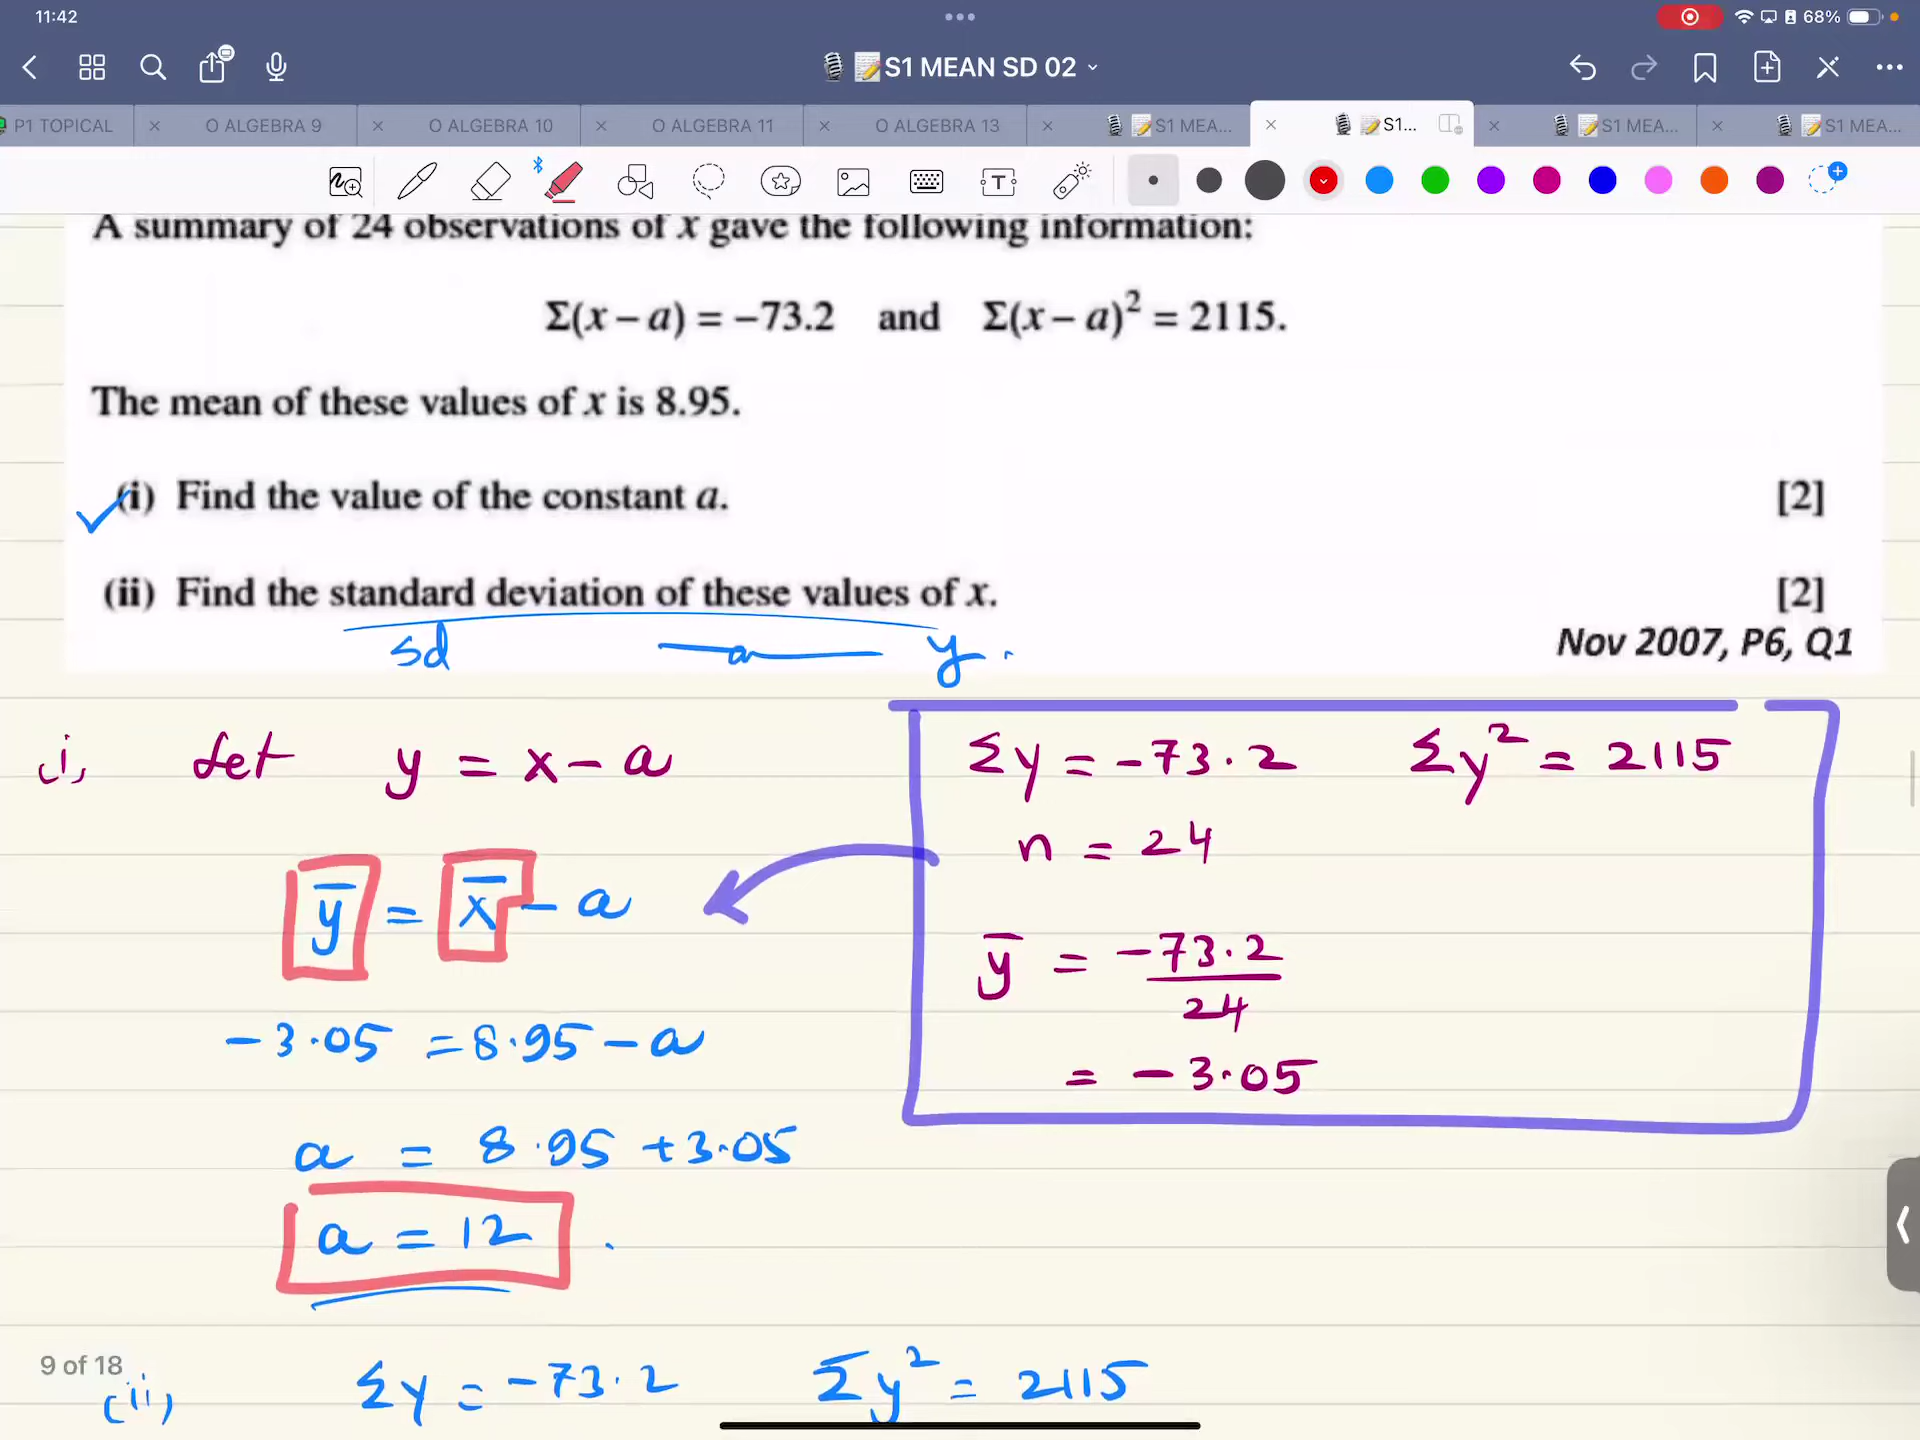 11:42
68%
S1 MEAN SD 02
P1 TOPICAL
O ALGEBRA 9
O ALGEBRA 10
O ALGEBRA 11
O ALGEBRA 13
S1 MEA...
S1...
S1 MEA...
S1 MEA...
A summary of 24 observations of x gave the following information:
Σ(x − a) = −73.2 and Σ(x − a)² = 2115.
The mean of these values of x is 8.95.
(i) Find the value of the constant a. [2]
(ii) Find the standard deviation of these values of x. [2]
sd y.
Nov 2007, P6, Q1
(i) Let y = x − a
Σy = −73.2 Σy² = 2115
n = 24
ȳ = x̄ − a
ȳ = −73.2
24
−3.05 = 8.95 − a
= −3.05
a = 8.95 + 3.05
a = 12.
9 of 18
(ii) Σy = −73.2 Σy² = 2115